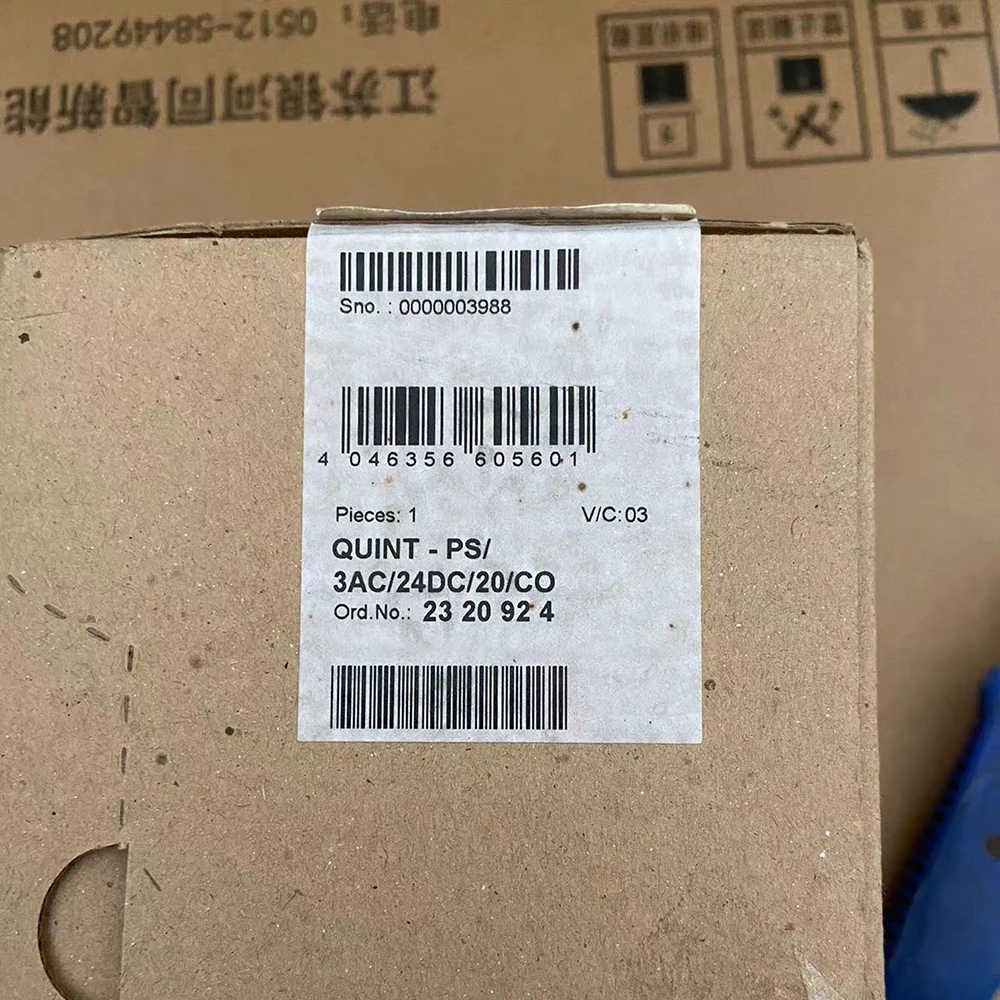 江苏银河同智新能
电话：0512-58449208
Sno. : 0000003988
4 046356 605601
Pieces: 1 V/C: 03
QUINT - PS/
3AC/24DC/20/CO
Ord.No.: 23 20 92 4